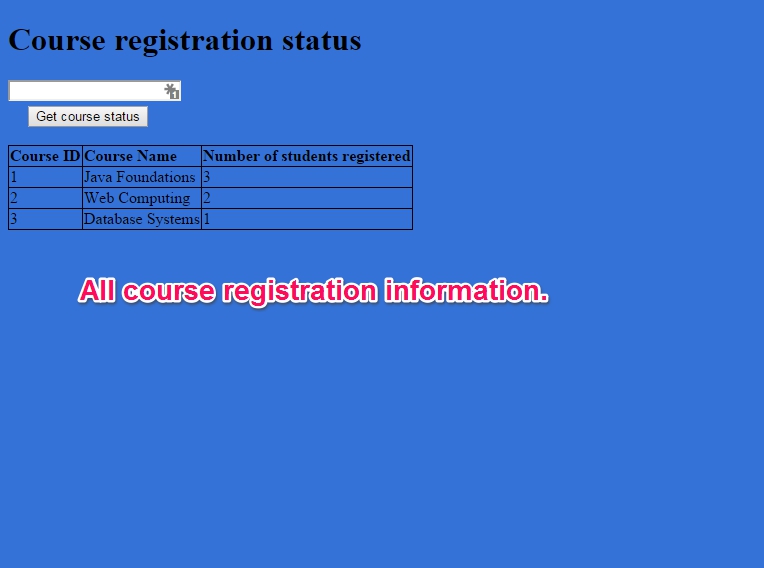 Course registration status
Get course status
Course ID Course Name Number of students registered
1 Java Foundations 3
2 Web Computing 2
3 Database Systems 1
All course registration information.